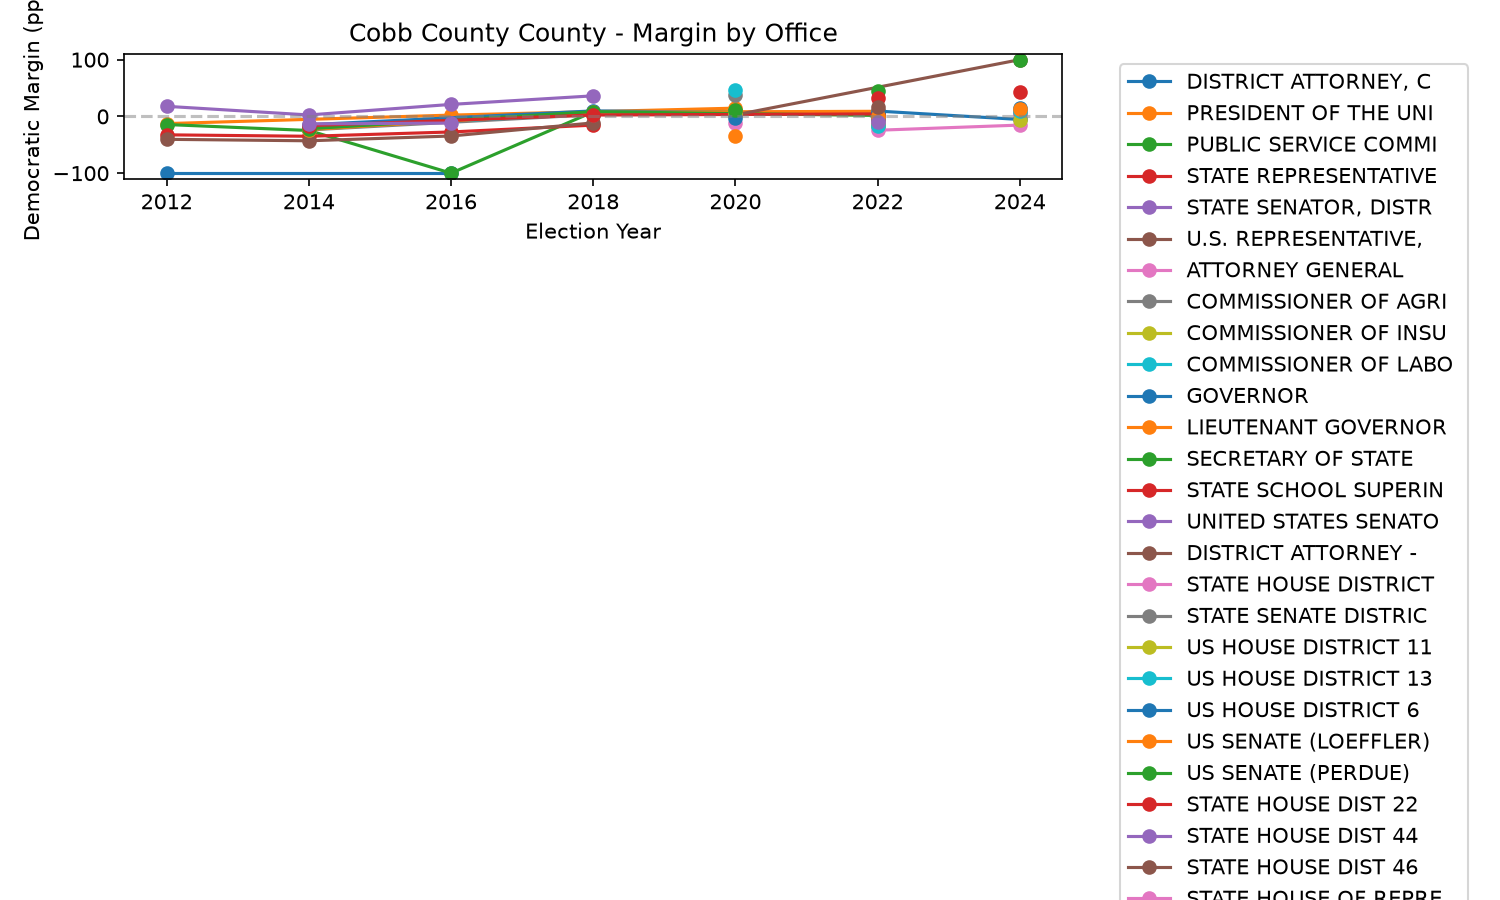 Cobb County County - Margin by Office
Democratic Margin (pp
100
0
−100
2012 2014 2016 2018 2020 2022 2024
Election Year
DISTRICT ATTORNEY, C
PRESIDENT OF THE UNI
PUBLIC SERVICE COMMI
STATE REPRESENTATIVE
STATE SENATOR, DISTR
U.S. REPRESENTATIVE,
ATTORNEY GENERAL
COMMISSIONER OF AGRI
COMMISSIONER OF INSU
COMMISSIONER OF LABO
GOVERNOR
LIEUTENANT GOVERNOR
SECRETARY OF STATE
STATE SCHOOL SUPERIN
UNITED STATES SENATO
DISTRICT ATTORNEY -
STATE HOUSE DISTRICT
STATE SENATE DISTRIC
US HOUSE DISTRICT 11
US HOUSE DISTRICT 13
US HOUSE DISTRICT 6
US SENATE (LOEFFLER)
US SENATE (PERDUE)
STATE HOUSE DIST 22
STATE HOUSE DIST 44
STATE HOUSE DIST 46
STATE HOUSE OF REPRE